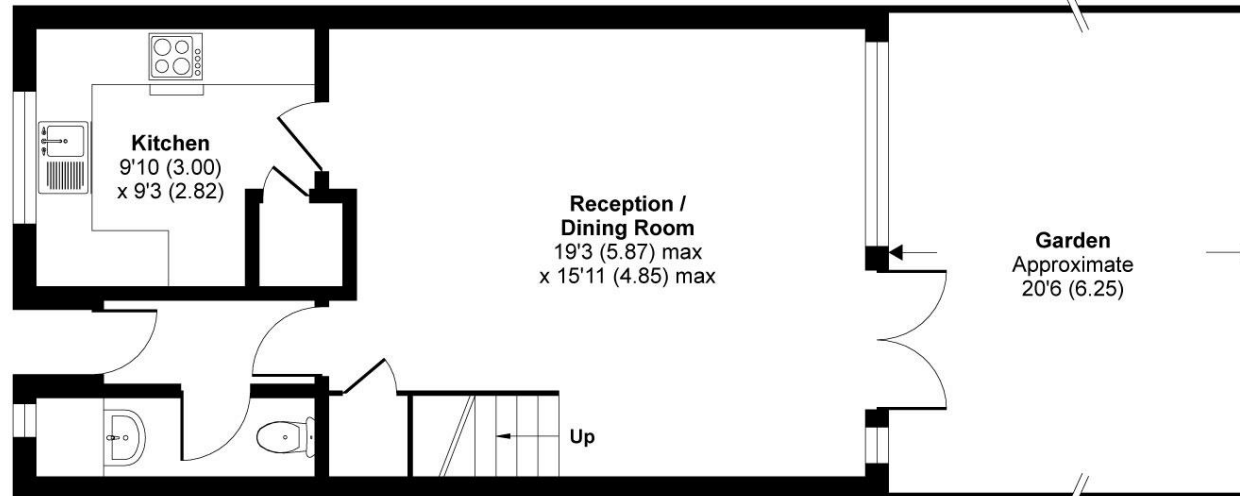 Kitchen
9'10 (3.00)
x 9'3 (2.82)
Reception /
Dining Room
19'3 (5.87) max
x 15'11 (4.85) max
Garden
Approximate
20'6 (6.25)
Up